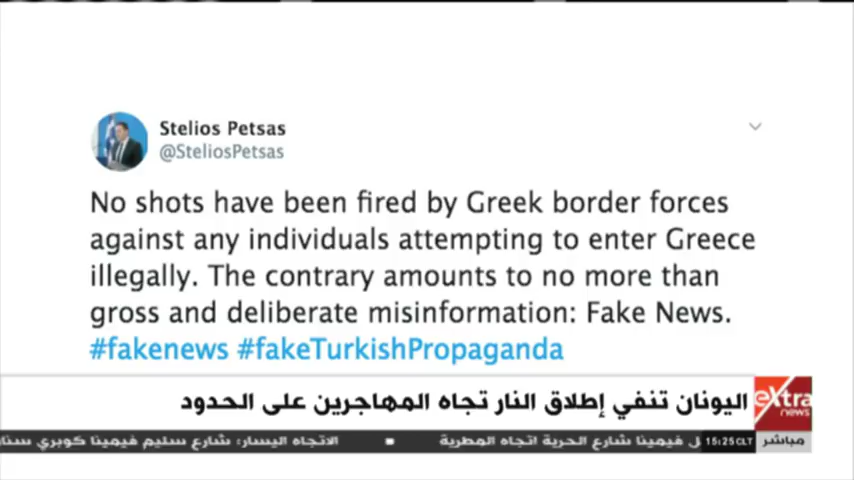 Stelios Petsas
@SteliosPetsas
No shots have been fired by Greek border forces
against any individuals attempting to enter Greece
illegally. The contrary amounts to no more than
gross and deliberate misinformation: Fake News.
#fakenews #fakeTurkishPropaganda
اليونان تنفي إطلاق النار تجاه المهاجرين على الحدود
eXtra
news
مباشر
15:25CLT
ل فيمينا شارع الحرية اتجاه المطرية
الاتجاه اليسار: شارع سليم فيمينا كوبري